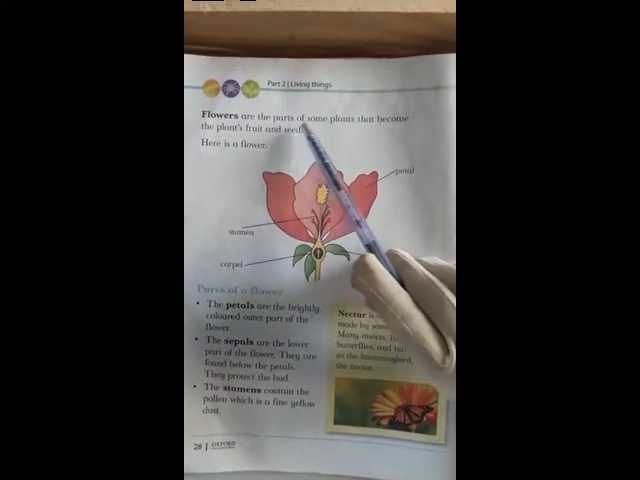 Part 2 | Living things
Flowers are the parts of some plants that become
the plant's fruit and seed
Here is a flower.
petal
stamen
carpel
Parts of a flower
• The petals are the brightly
coloured outer part of the
flower.
• The sepals are the lower
part of the flower. They are
found below the petals.
They protect the bud.
• The stamens contain the
pollen which is a fine yellow
dust.
Nectar is
made by
Many insects,
butterflies, and
as the hummingbird,
the nectar.
28 | OXFORD